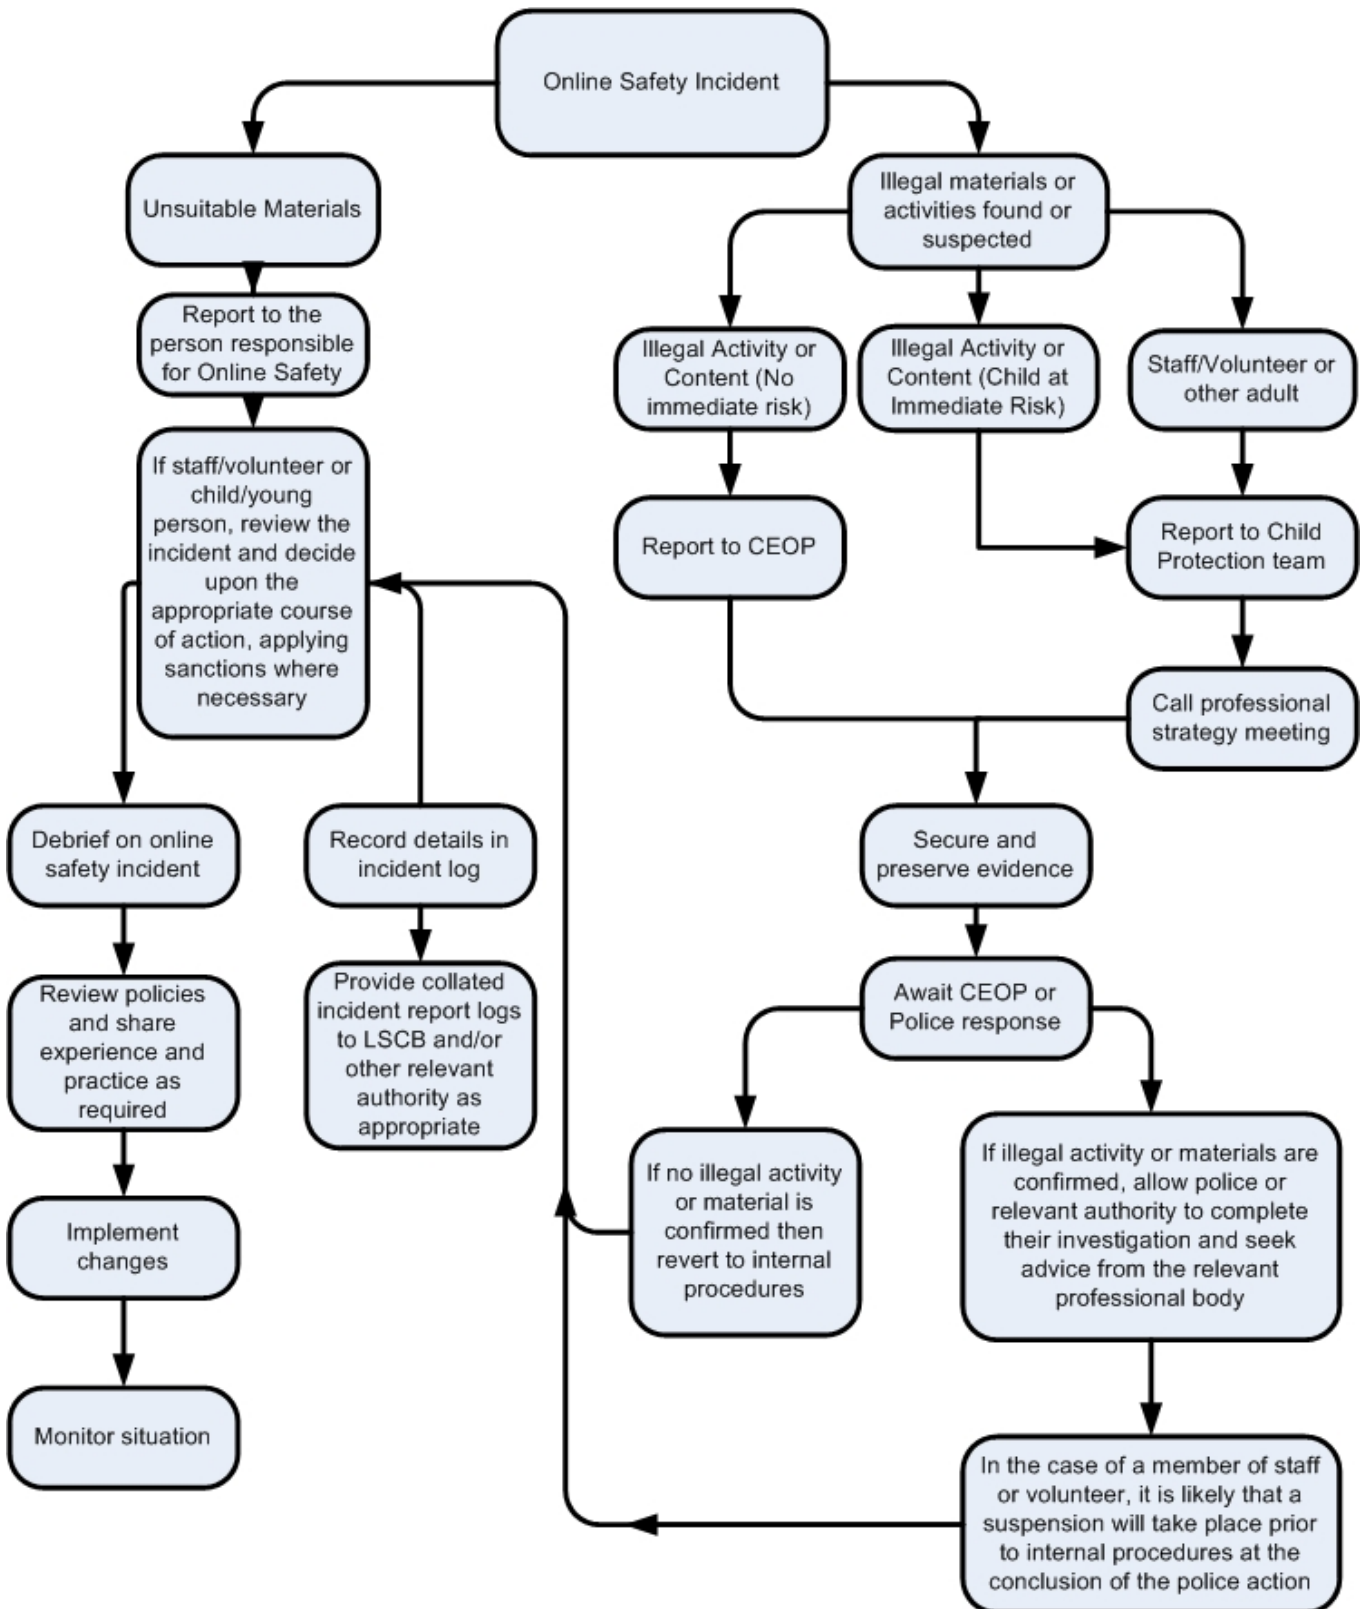 Online Safety Incident
Unsuitable Materials
Illegal materials or
activities found or
suspected
Report to the
person responsible
for Online Safety
Illegal Activity or
Content (No
immediate risk)
Illegal Activity or
Content (Child at
Immediate Risk)
Staff/Volunteer or
other adult
If staff/volunteer or
child/young
person, review the
incident and decide
upon the
appropriate course
of action, applying
sanctions where
necessary
Report to CEOP
Report to Child
Protection team
Call professional
strategy meeting
Debrief on online
safety incident
Record details in
incident log
Secure and
preserve evidence
Review policies
and share
experience and
practice as
required
Provide collated
incident report logs
to LSCB and/or
other relevant
authority as
appropriate
Await CEOP or
Police response
If no illegal activity
or material is
confirmed then
revert to internal
procedures
If illegal activity or materials are
confirmed, allow police or
relevant authority to complete
their investigation and seek
advice from the relevant
professional body
Implement
changes
Monitor situation
In the case of a member of staff
or volunteer, it is likely that a
suspension will take place prior
to internal procedures at the
conclusion of the police action